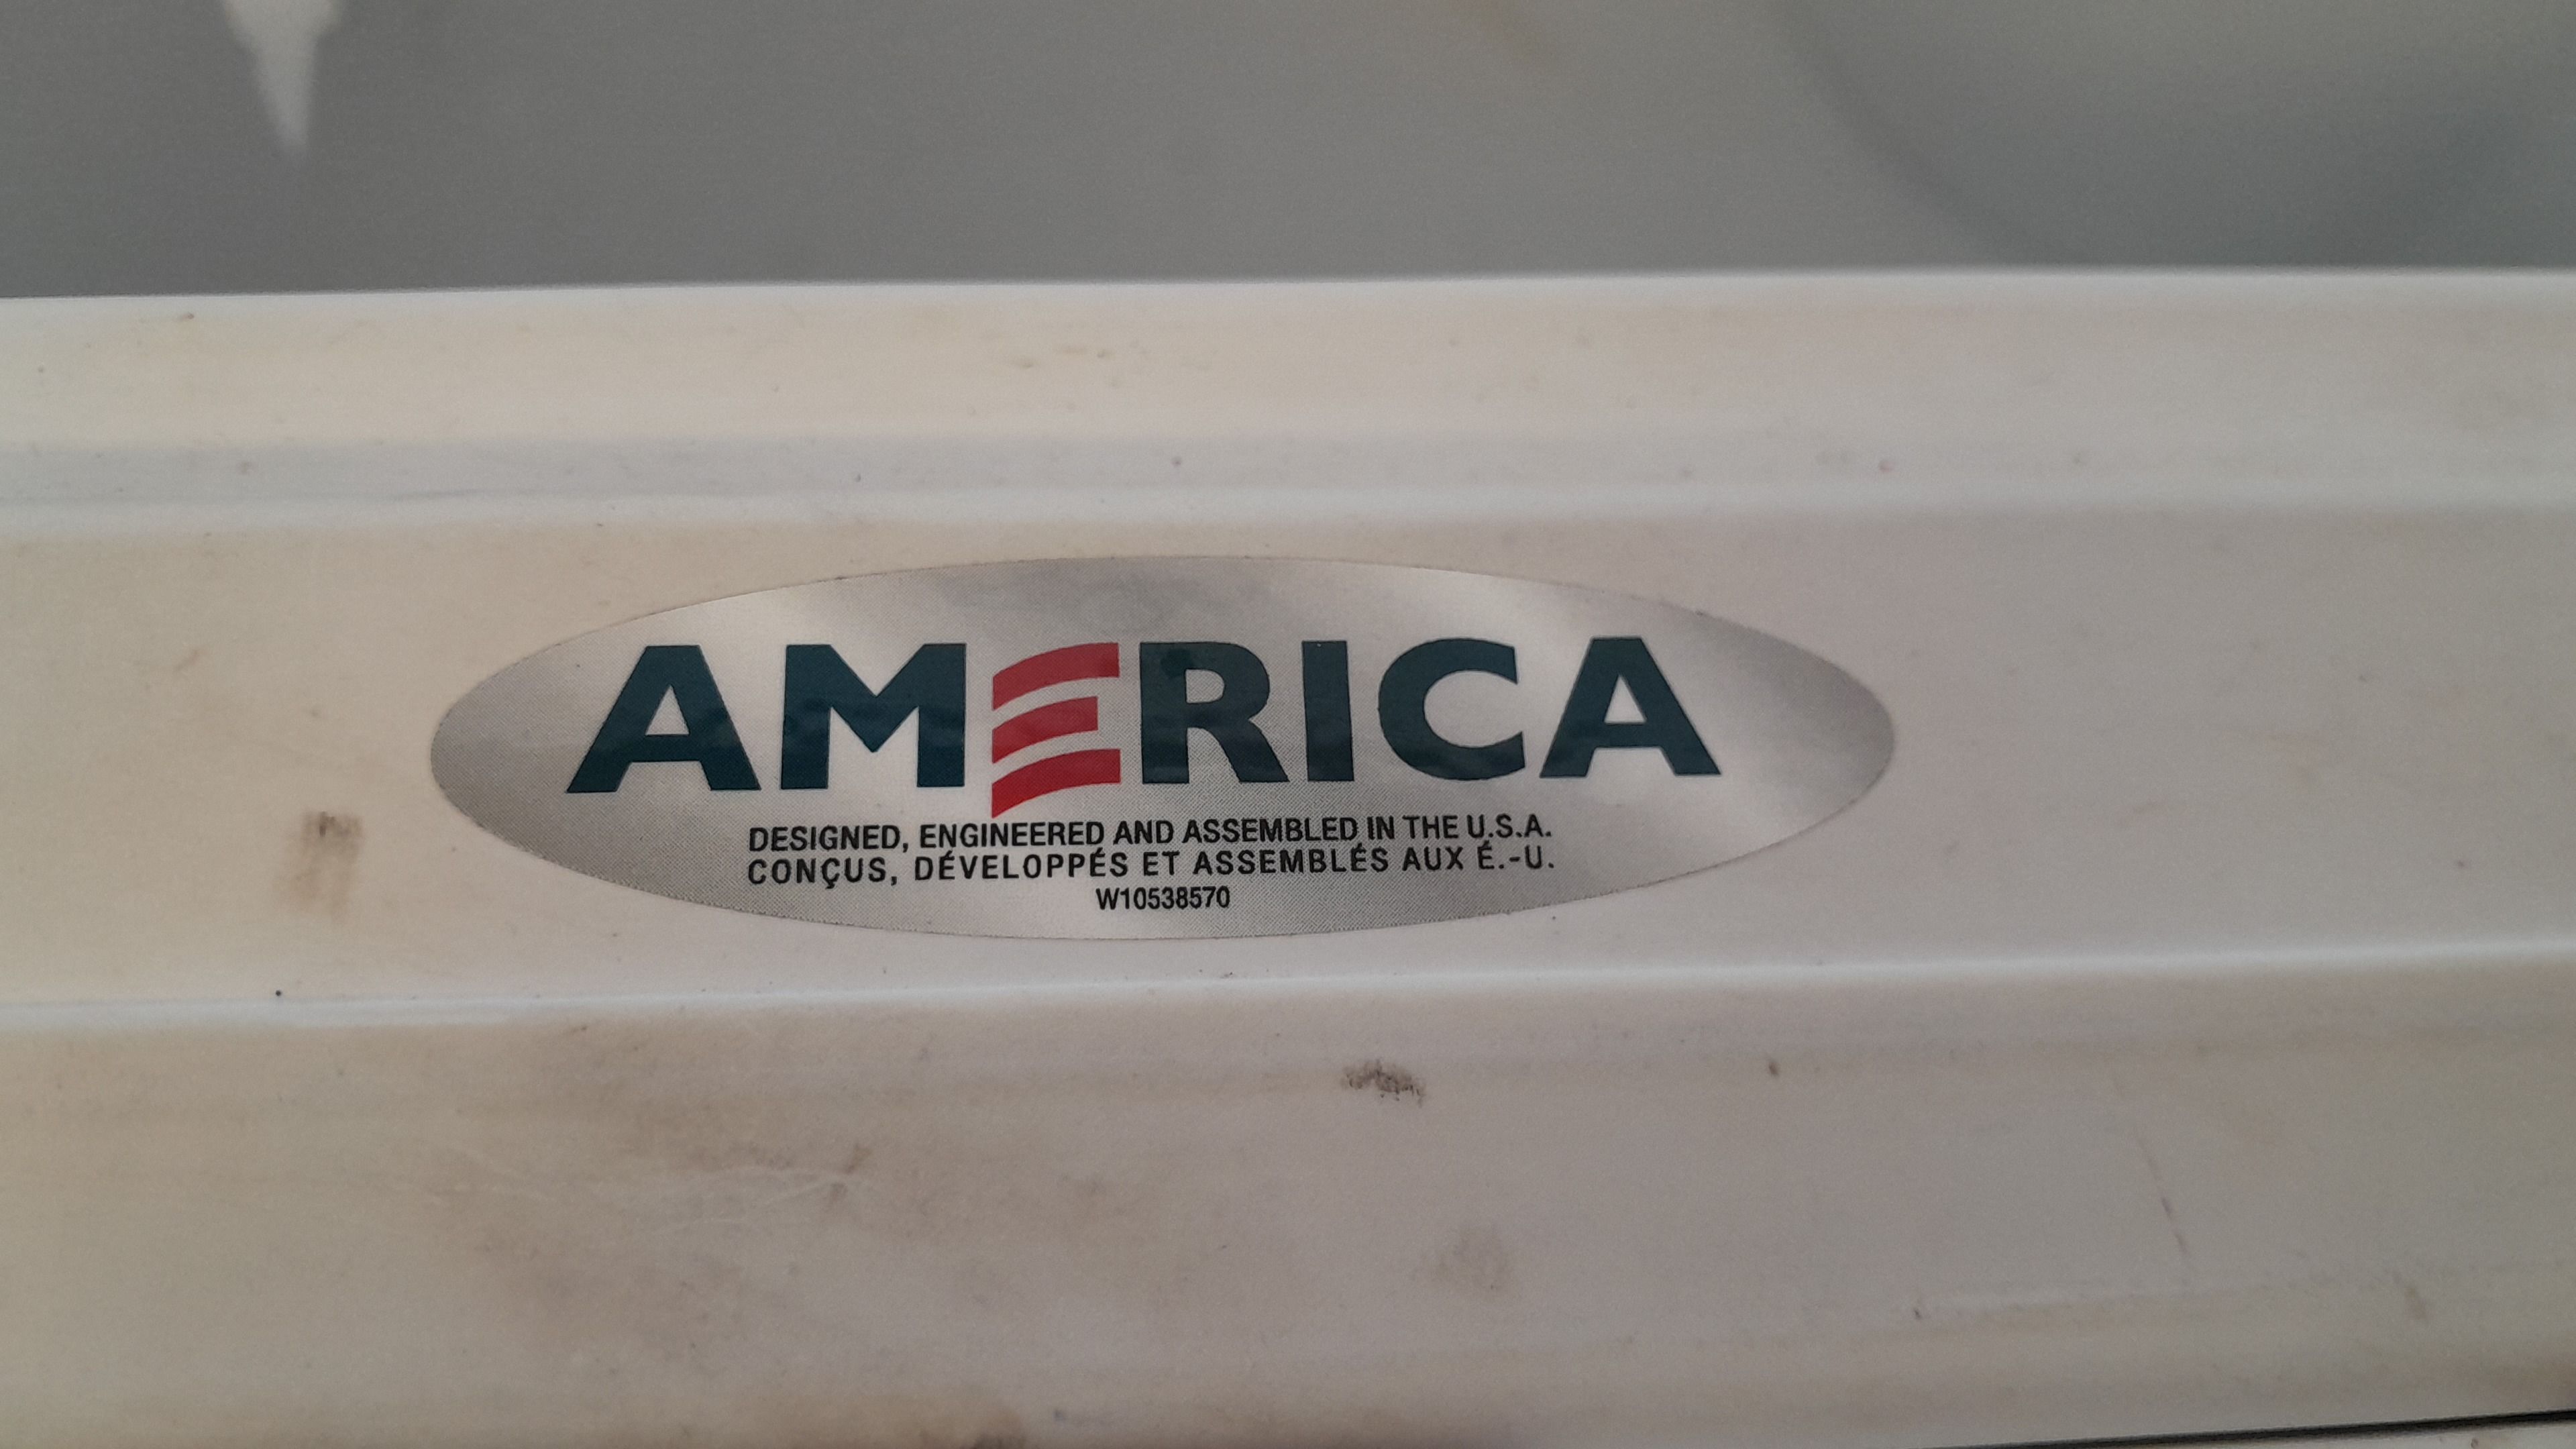 AMERICA
DESIGNED, ENGINEERED AND ASSEMBLED IN THE U.S.A.
CONÇUS, DÉVELOPPÉS ET ASSEMBLÉS AUX É.-U.
W10538570